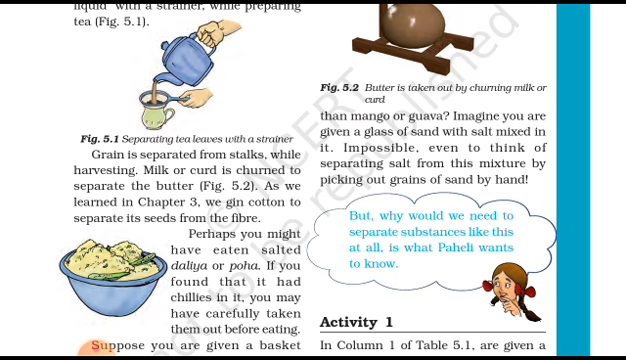 liquid with a strainer, while preparing
tea (Fig. 5.1).
Fig. 5.1 Separating tea leaves with a strainer
Grain is separated from stalks, while
harvesting. Milk or curd is churned to
separate the butter (Fig. 5.2). As we
learned in Chapter 3, we gin cotton to
separate its seeds from the fibre.
Perhaps you might
have eaten salted
daliya or poha. If you
found that it had
chillies in it, you may
have carefully taken
them out before eating.
Suppose you are given a basket
Fig. 5.2 Butter is taken out by churning milk or
curd
than mango or guava? Imagine you are
given a glass of sand with salt mixed in
it. Impossible, even to think of
separating salt from this mixture by
picking out grains of sand by hand!
But, why would we need to
separate substances like this
at all, is what Paheli wants
to know.
Activity 1
In Column 1 of Table 5.1, are given a
© NCERT
not to be republished